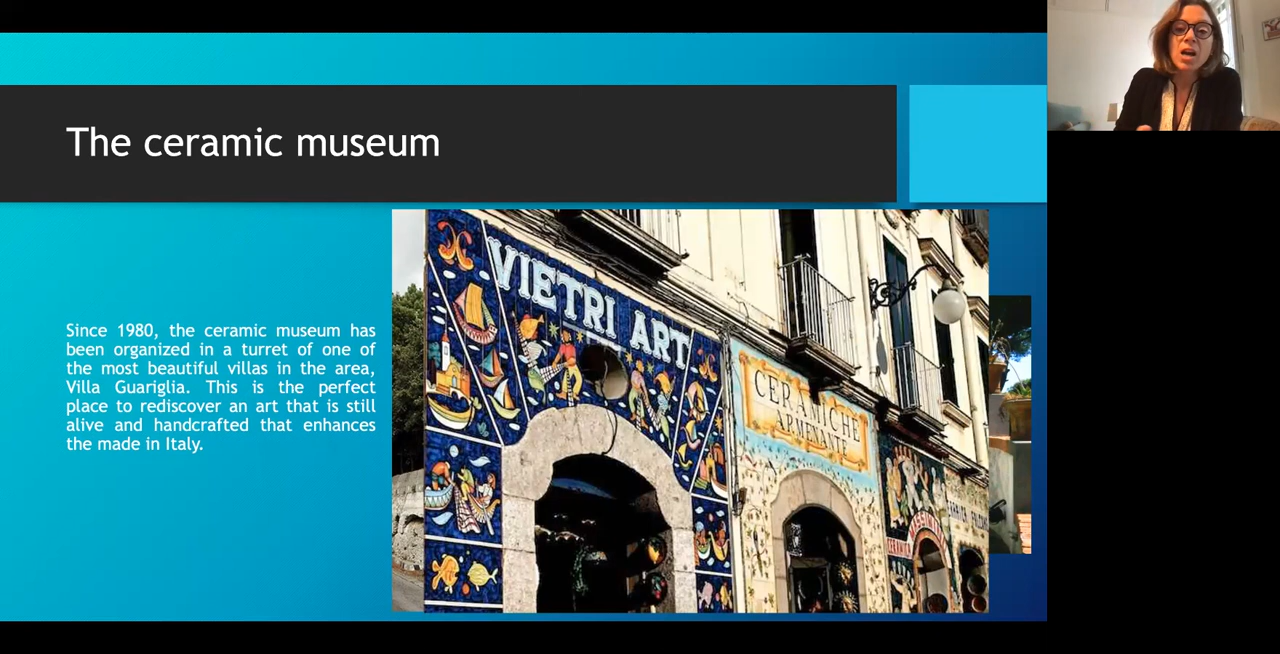 The ceramic museum
Since 1980, the ceramic museum has
been organized in a turret of one of
the most beautiful villas in the area,
Villa Guariglia. This is the perfect
place to rediscover an art that is still
alive and handcrafted that enhances
the made in Italy.
VIETRI ART
CERAMICHE
ARMENANTE